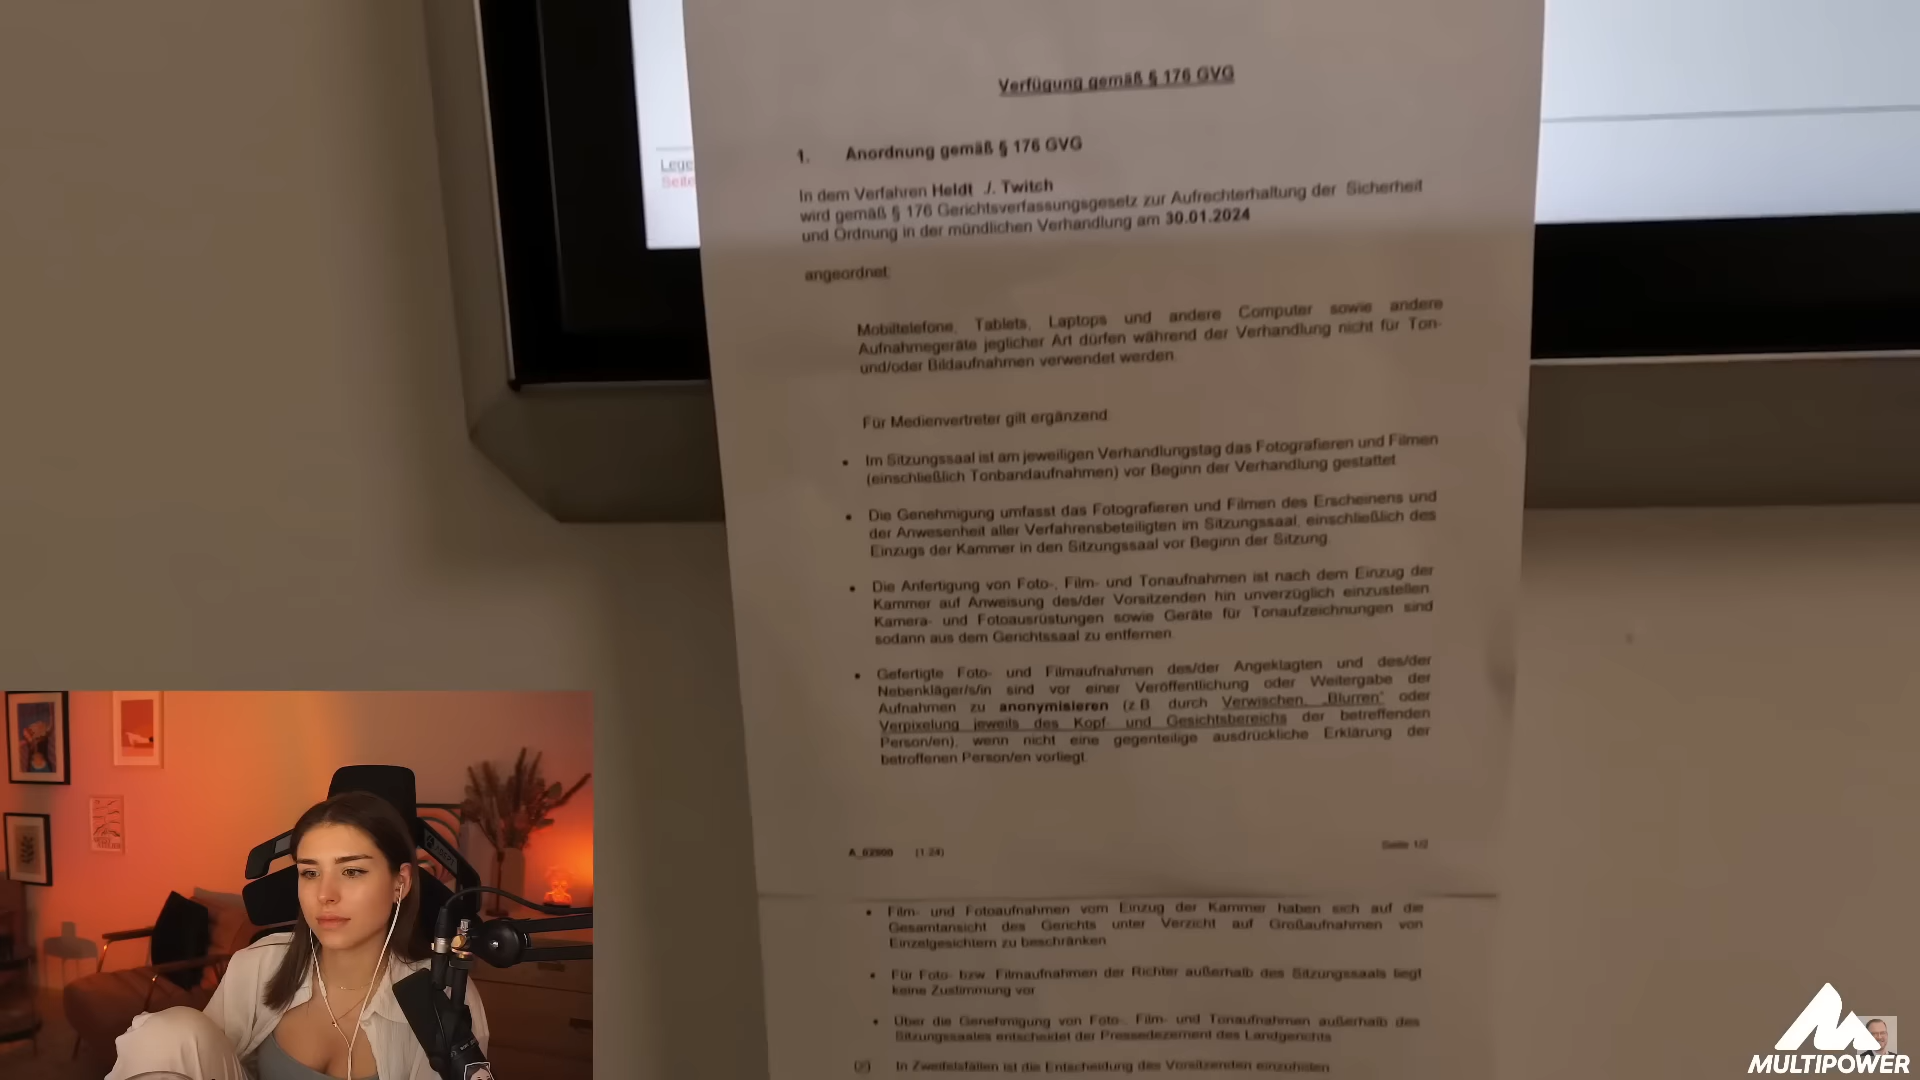 Verfügung gemäß § 176 GVG
1. Anordnung gemäß § 176 GVG
In dem Verfahren Heldt ./. Twitch
wird gemäß § 176 Gerichtsverfassungsgesetz zur Aufrechterhaltung der Sicherheit
und Ordnung in der mündlichen Verhandlung am 30.01.2024
angeordnet:
Mobiltelefone, Tablets, Laptops und andere Computer sowie andere
Aufnahmegeräte jeglicher Art dürfen während der Verhandlung nicht für Ton-
und/oder Bildaufnahmen verwendet werden.
Für Medienvertreter gilt ergänzend
• Im Sitzungssaal ist am jeweiligen Verhandlungstag das Fotografieren und Filmen
(einschließlich Tonbandaufnahmen) vor Beginn der Verhandlung gestattet.
• Die Genehmigung umfasst das Fotografieren und Filmen des Erscheinens und
der Anwesenheit aller Verfahrensbeteiligten im Sitzungssaal, einschließlich des
Einzugs der Kammer in den Sitzungssaal vor Beginn der Sitzung.
• Die Anfertigung von Foto-, Film- und Tonaufnahmen ist nach dem Einzug der
Kammer auf Anweisung des/der Vorsitzenden hin unverzüglich einzustellen.
Kamera- und Fotoausrüstungen sowie Geräte für Tonaufzeichnungen sind
sodann aus dem Gerichtssaal zu entfernen.
• Gefertigte Foto- und Filmaufnahmen des/der Angeklagten und des/der
Nebenkläger/s/in sind vor einer Veröffentlichung oder Weitergabe der
Aufnahmen zu anonymisieren (z.B. durch Verwischen, „Blurren“ oder
Verpixelung jeweils des Kopf- und Gesichtsbereichs der betreffenden
Person/en), wenn nicht eine gegenteilige ausdrückliche Erklärung der
betroffenen Person/en vorliegt.
(1.24)
Seite 1/2
• Film- und Fotoaufnahmen vom Einzug der Kammer haben sich auf die
Gesamtansicht des Gerichts unter Verzicht auf Großaufnahmen von
Einzelgesichtern zu beschränken
• Für Foto- bzw. Filmaufnahmen der Richter außerhalb des Sitzungssaals liegt
keine Zustimmung vor
• Über die Genehmigung von Foto-, Film- und Tonaufnahmen außerhalb des
Sitzungssaales entscheidet der Pressedezernent des Landgerichts
(2) In Zweifelsfällen ist die Entscheidung des Vorsitzenden einzuholen
Lege
Seite
MULTIPOWER